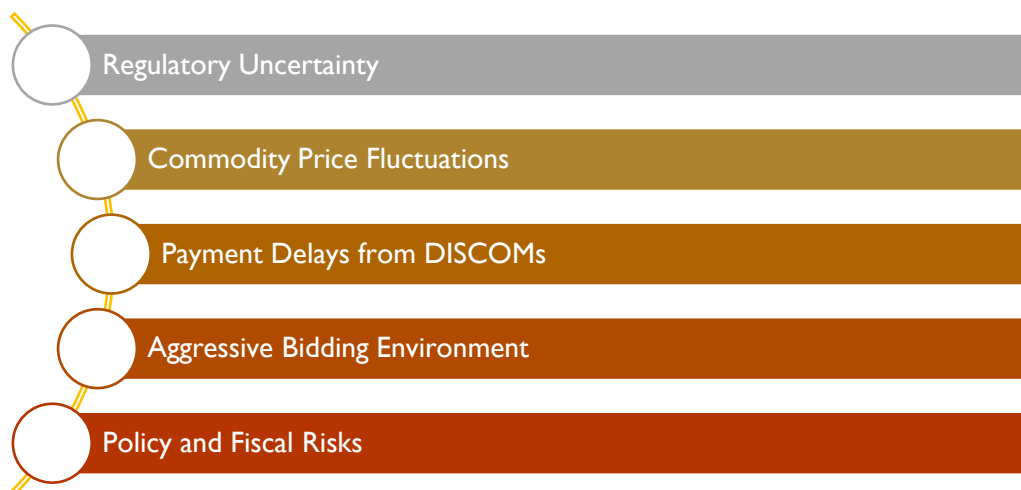 Regulatory Uncertainty
Commodity Price Fluctuations
Payment Delays from DISCOMs
Aggressive Bidding Environment
Policy and Fiscal Risks